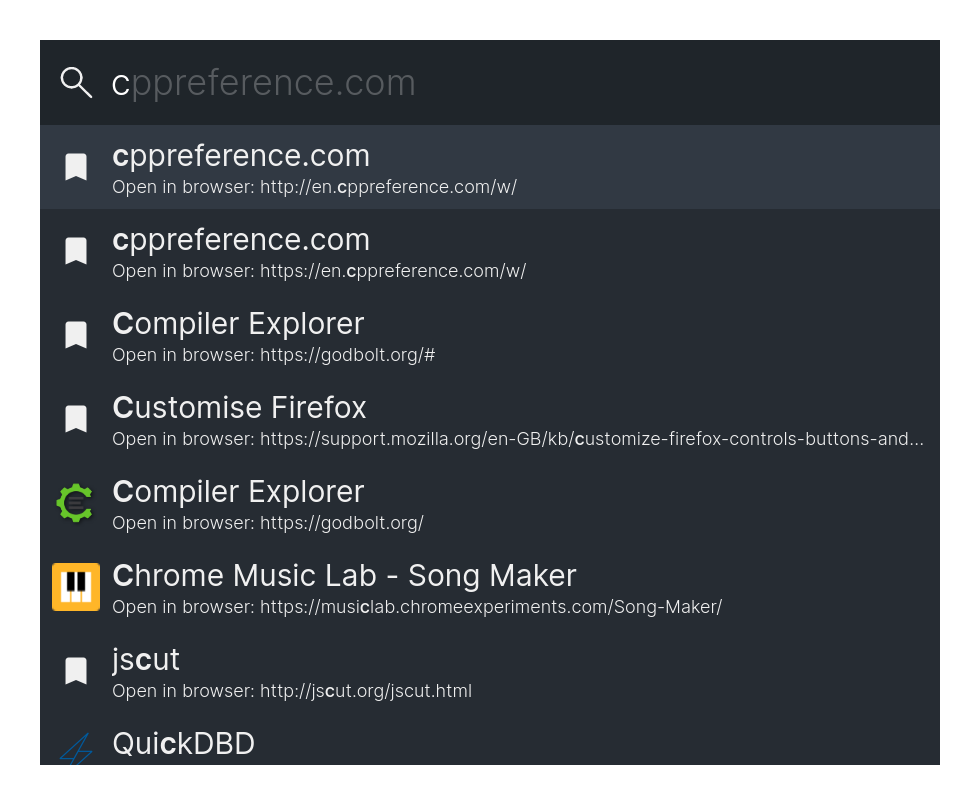 cppreference.com
cppreference.com
Open in browser: http://en.cppreference.com/w/
cppreference.com
Open in browser: https://en.cppreference.com/w/
Compiler Explorer
Open in browser: https://godbolt.org/#
Customise Firefox
Open in browser: https://support.mozilla.org/en-GB/kb/customize-firefox-controls-buttons-and...
Compiler Explorer
Open in browser: https://godbolt.org/
Chrome Music Lab - Song Maker
Open in browser: https://musiclab.chromeexperiments.com/Song-Maker/
jscut
Open in browser: http://jscut.org/jscut.html
QuickDBD